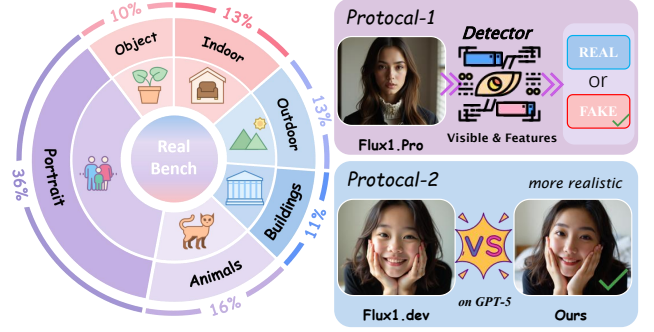 10%
13%
Object
Indoor
13%
Outdoor
36%
Portrait
Real
Bench
Buildings
11%
Animals
16%
Protocal-1
Detector
REAL
or
FAKE
Flux1.Pro
Visible & Features
Protocal-2
more realistic
VS
on GPT-5
Flux1.dev
Ours